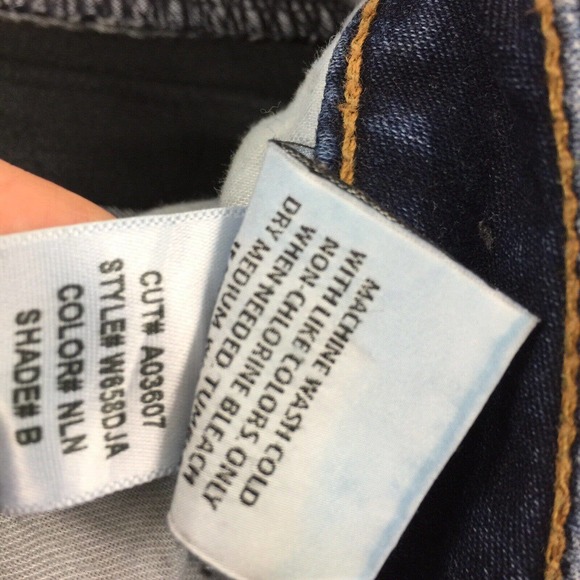 CUT# A03607
STYLE# W658DJA
COLOR# NLN
SHADE# B
MACHINE WASH COLD
WITH LIKE COLORS. ONLY
NON-CHLORINE BLEACH
WHEN NEEDED. TUM
DRY MEDIUM.